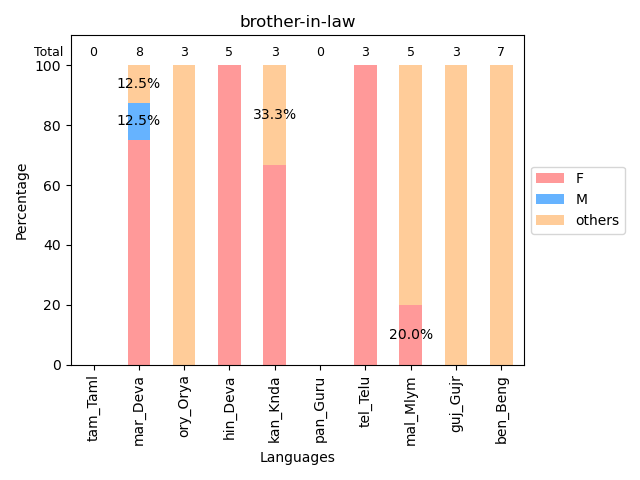 brother-in-law
Total 0 8 3 5 3 0 3 5 3 7
100
80
60
40
20
0
Percentage
12.5%
12.5%
33.3%
20.0%
F
M
others
tam_Taml
mar_Deva
ory_Orya
hin_Deva
kan_Knda
pan_Guru
tel_Telu
mal_Mlym
guj_Gujr
ben_Beng
Languages